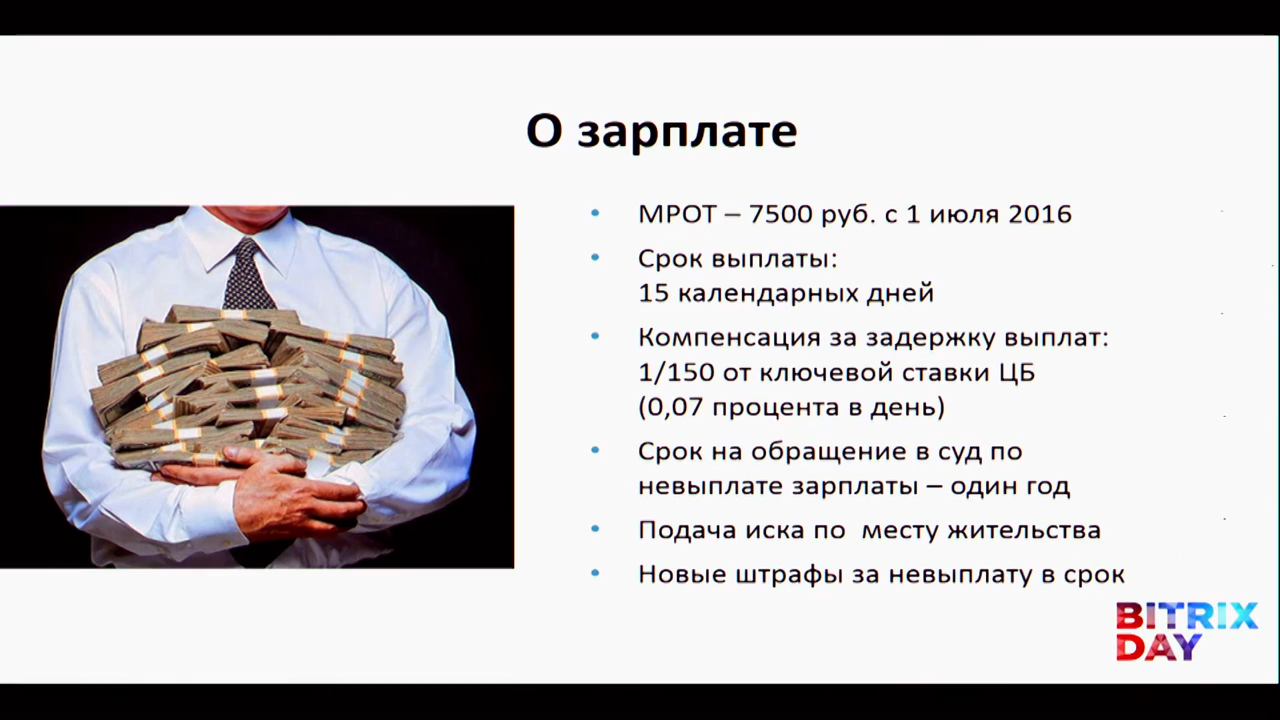 О зарплате
МРОТ – 7500 руб. с 1 июля 2016
Срок выплаты:
15 календарных дней
Компенсация за задержку выплат:
1/150 от ключевой ставки ЦБ
(0,07 процента в день)
Срок на обращение в суд по
невыплате зарплаты – один год
Подача иска по  месту жительства
Новые штрафы за невыплату в срок
BITRIX
DAY